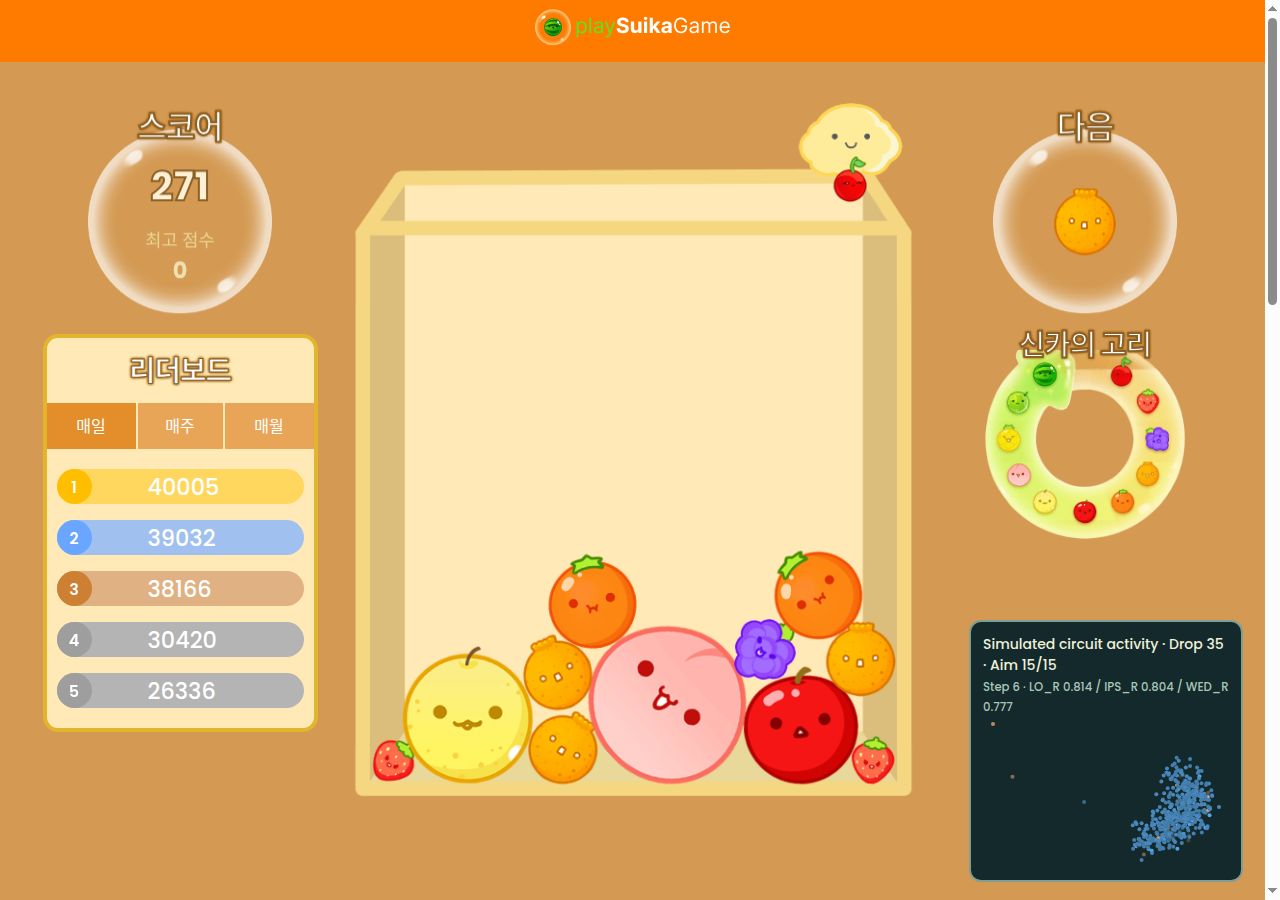 playSuikaGame
스코어
271
최고 점수
0
다음
리더보드
매일 매주 매월
1 40005
2 39032
3 38166
4 30420
5 26336
신카의 고리
Simulated circuit activity · Drop 35
· Aim 15/15
Step 6 · LO_R 0.814 / IPS_R 0.804 / WED_R
0.777